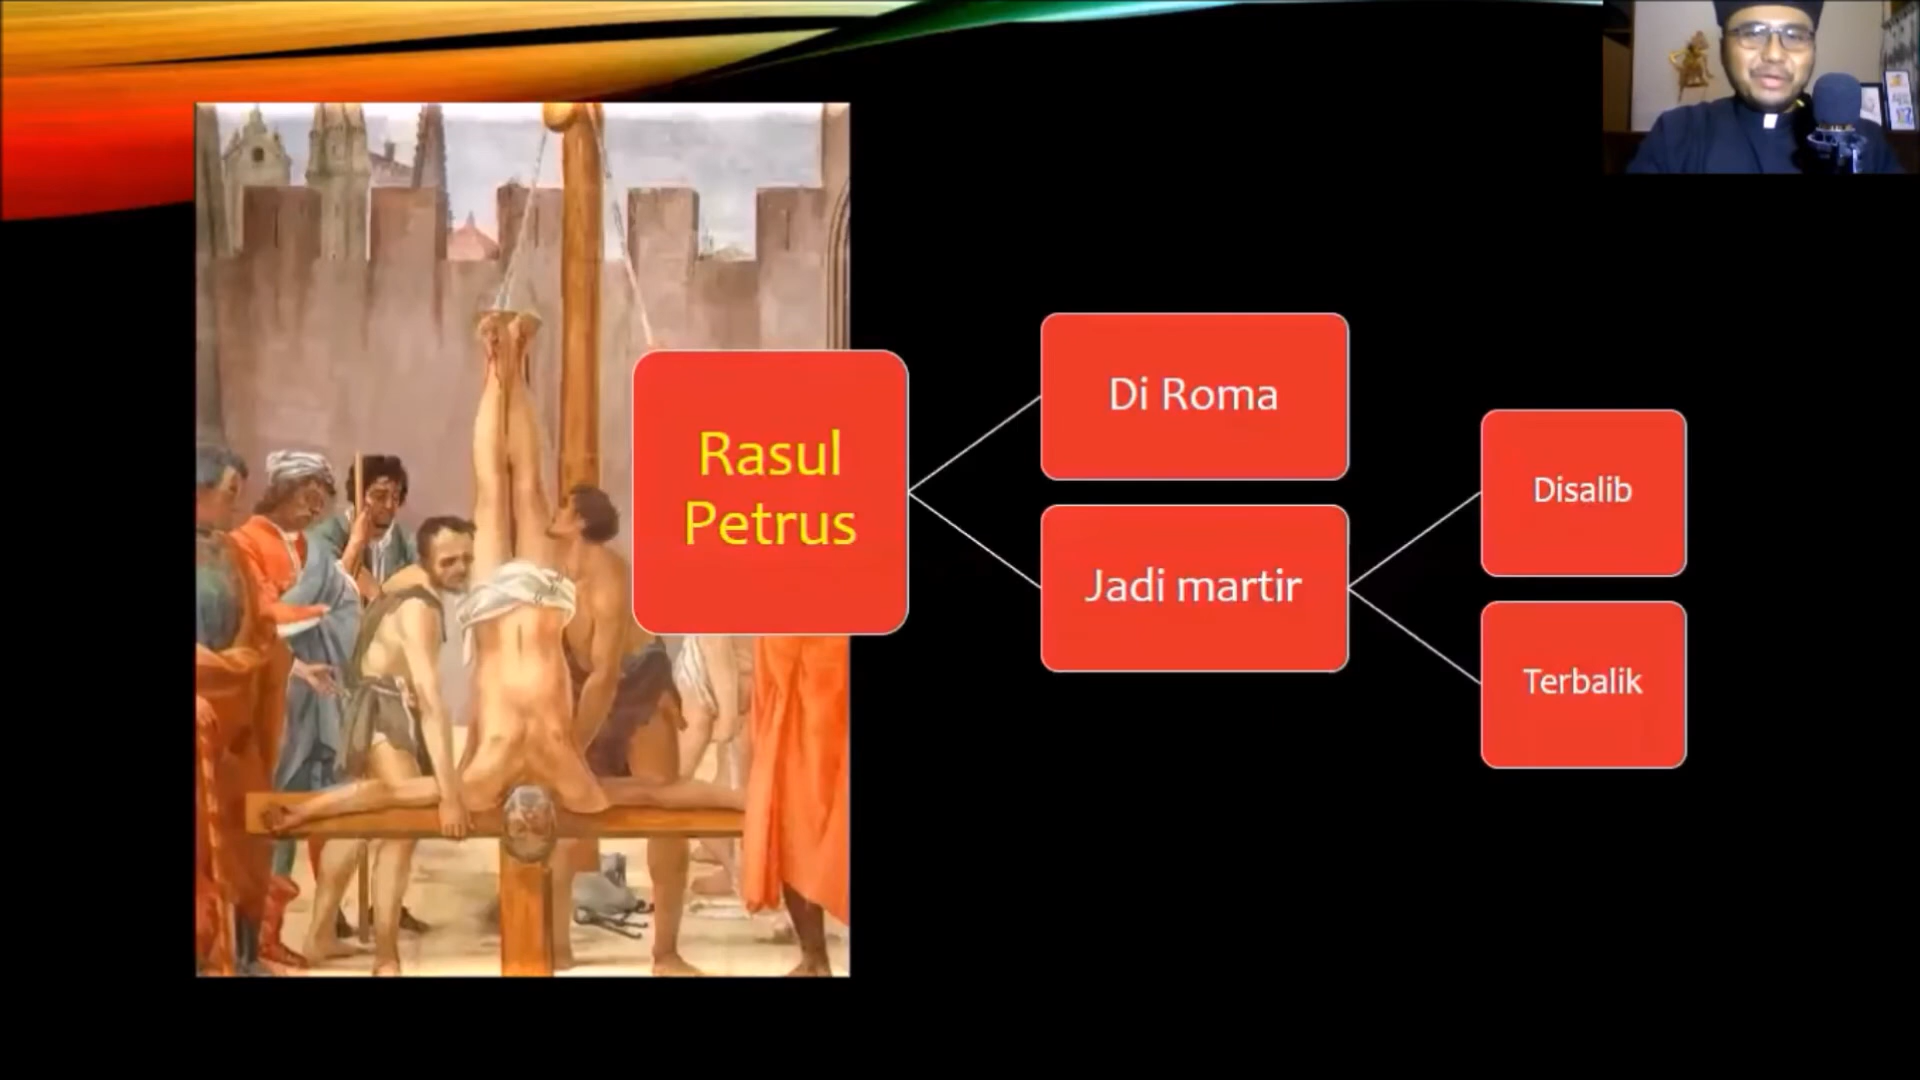 Rasul
Petrus
Di Roma
Jadi martir
Disalib
Terbalik